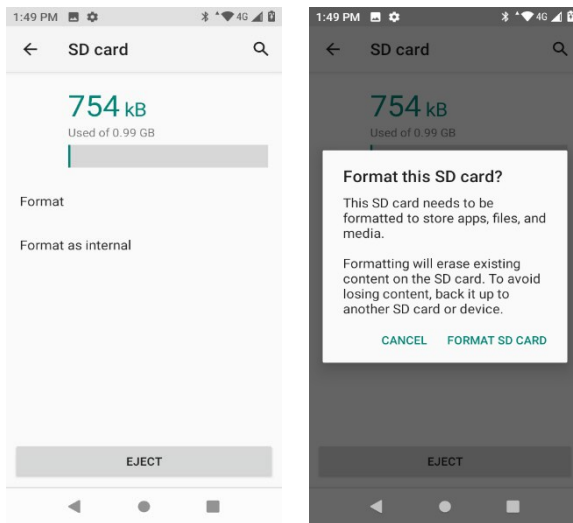 1:49 PM 4G
SD card
754 kB
Used of 0.99 GB
Format
Format as internal
EJECT
1:49 PM 4G
SD card
754 kB
Used of 0.99 GB
Format this SD card?
This SD card needs to be
formatted to store apps, files, and
media.
Formatting will erase existing
content on the SD card. To avoid
losing content, back it up to
another SD card or device.
CANCEL FORMAT SD CARD
EJECT